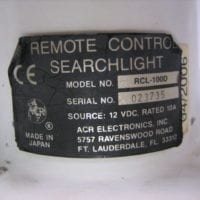 REMOTE CONTROL
SEARCHLIGHT
CE
MODEL NO. RCL-100D
SERIAL NO. 023735
SOURCE: 12 VDC, RATED 10A
MADE IN
JAPAN
ACR ELECTRONICS, INC
5757 RAVENSWOOD ROAD
FT. LAUDERDALE, FL 33312
04/2006